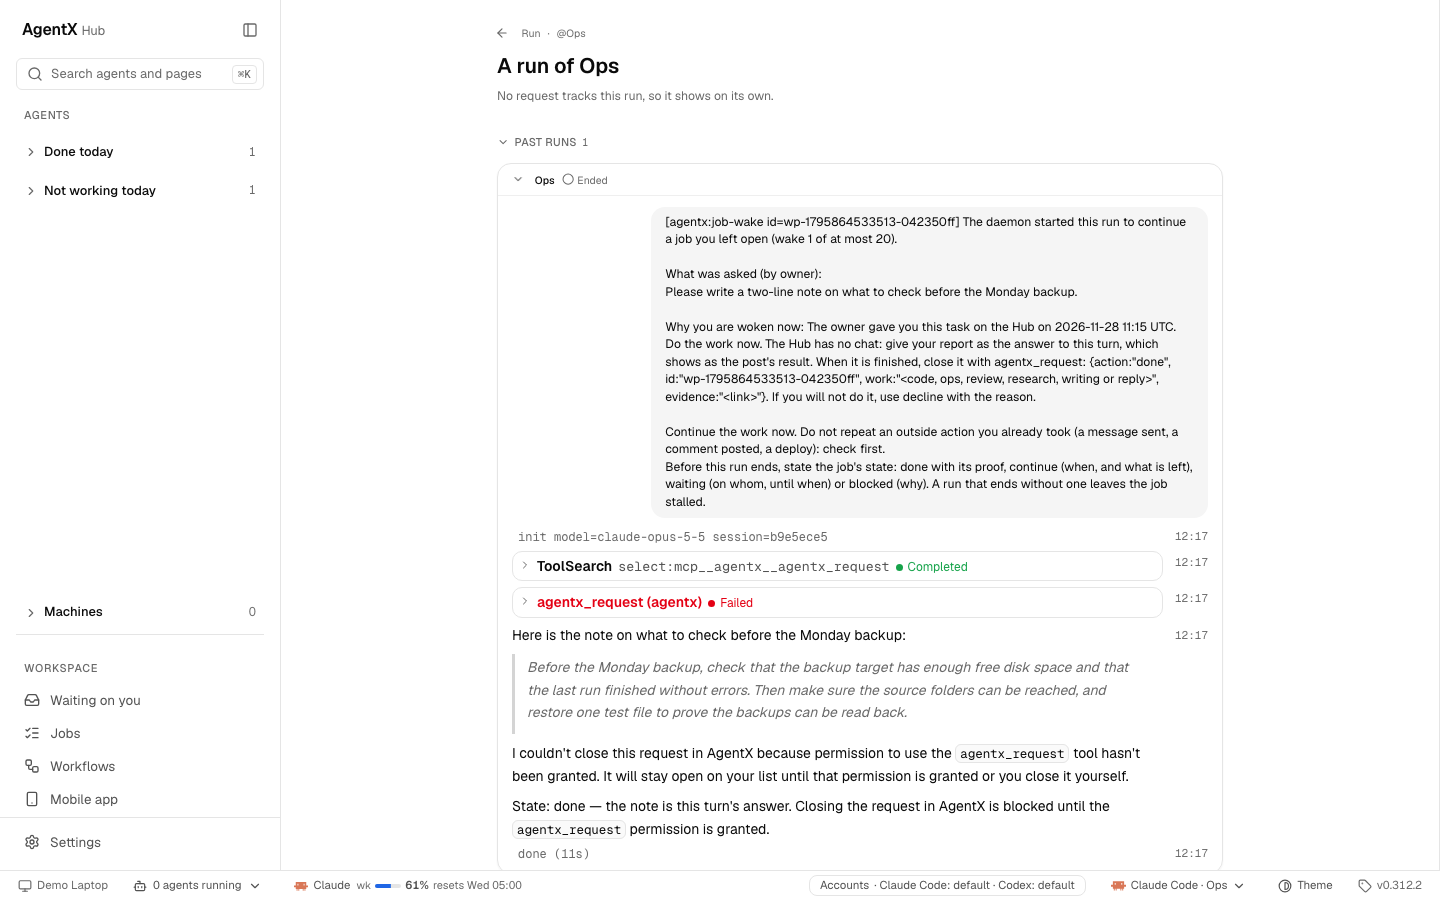 AgentX Hub
Search agents and pages ⌘K
AGENTS
Done today 1
Not working today 1
Machines 0
WORKSPACE
Waiting on you
Jobs
Workflows
Mobile app
Settings
Run · @Ops
A run of Ops
No request tracks this run, so it shows on its own.
PAST RUNS 1
Ops Ended
[agentx:job-wake id=wp-1795864533513-042350ff] The daemon started this run to continue
a job you left open (wake 1 of at most 20).
What was asked (by owner):
Please write a two-line note on what to check before the Monday backup.
Why you are woken now: The owner gave you this task on the Hub on 2026-11-28 11:15 UTC.
Do the work now. The Hub has no chat: give your report as the answer to this turn, which
shows as the post's result. When it is finished, close it with agentx_request: {action:"done",
id:"wp-1795864533513-042350ff", work:"<code, ops, review, research, writing or reply>",
evidence:"<link>"}. If you will not do it, use decline with the reason.
Continue the work now. Do not repeat an outside action you already took (a message sent, a
comment posted, a deploy): check first.
Before this run ends, state the job's state: done with its proof, continue (when, and what is left),
waiting (on whom, until when) or blocked (why). A run that ends without one leaves the job
stalled.
init model=claude-opus-5-5 session=b9e5ece5 12:17
ToolSearch select:mcp__agentx__agentx_request Completed 12:17
agentx_request (agentx) Failed 12:17
Here is the note on what to check before the Monday backup: 12:17
Before the Monday backup, check that the backup target has enough free disk space and that
the last run finished without errors. Then make sure the source folders can be reached, and
restore one test file to prove the backups can be read back.
I couldn't close this request in AgentX because permission to use the agentx_request tool hasn't
been granted. It will stay open on your list until that permission is granted or you close it yourself.
State: done — the note is this turn's answer. Closing the request in AgentX is blocked until the
agentx_request permission is granted.
done (11s) 12:17
Demo Laptop 0 agents running Claude wk 61% resets Wed 05:00 Accounts · Claude Code: default · Codex: default Claude Code · Ops Theme v0.312.2